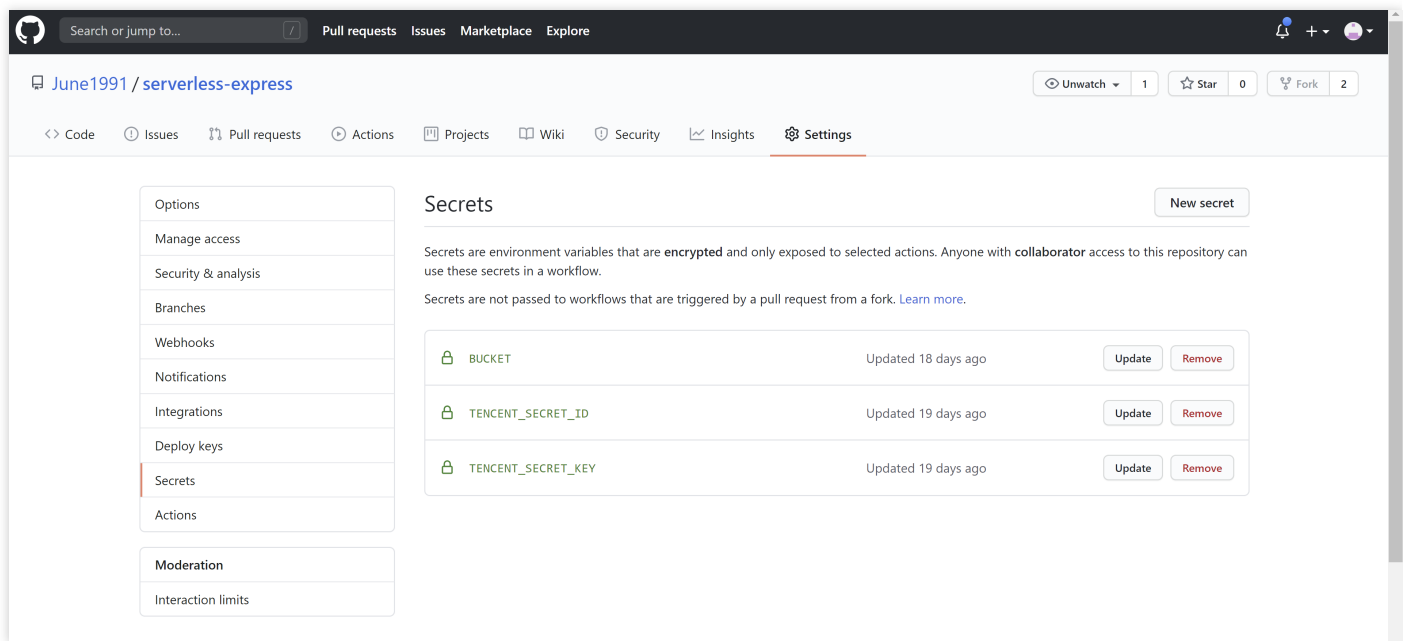 Search or jump to... / Pull requests Issues Marketplace Explore
June1991 / serverless-express Unwatch 1 Star 0 Fork 2
Code Issues Pull requests Actions Projects Wiki Security Insights Settings
Options
Manage access
Security & analysis
Branches
Webhooks
Notifications
Integrations
Deploy keys
Secrets
Actions
Moderation
Interaction limits
Secrets New secret
Secrets are environment variables that are encrypted and only exposed to selected actions. Anyone with collaborator access to this repository can
use these secrets in a workflow.
Secrets are not passed to workflows that are triggered by a pull request from a fork. Learn more.
BUCKET Updated 18 days ago Update Remove
TENCENT_SECRET_ID Updated 19 days ago Update Remove
TENCENT_SECRET_KEY Updated 19 days ago Update Remove